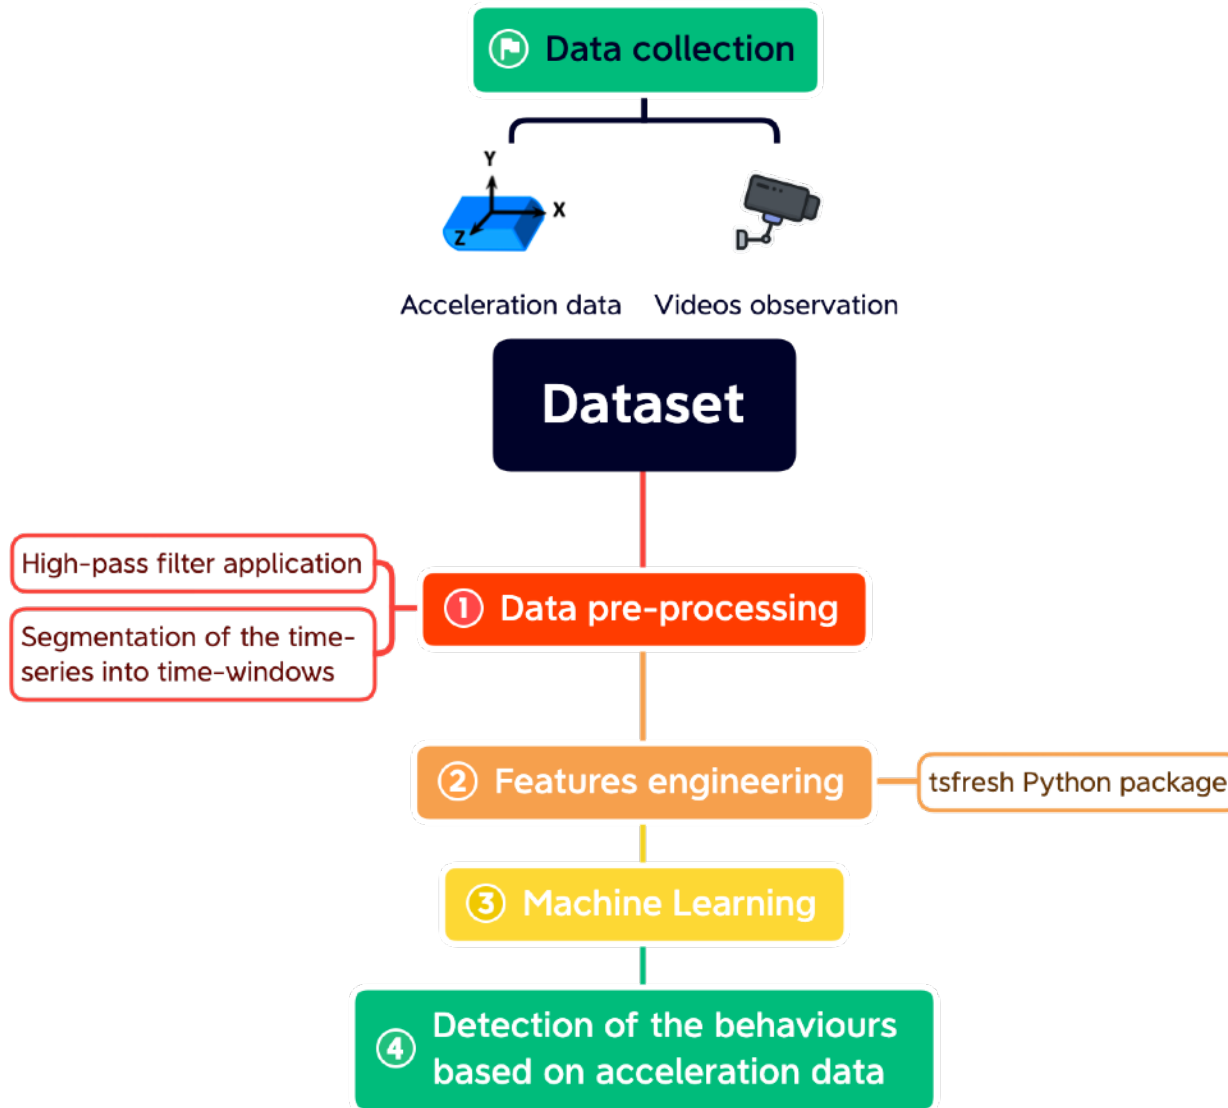 Data collection
Y
X
Z
Acceleration data
Videos observation
Dataset
High-pass filter application
Segmentation of the time-
series into time-windows
1 Data pre-processing
2 Features engineering
tsfresh Python package
3 Machine Learning
4 Detection of the behaviours
based on acceleration data